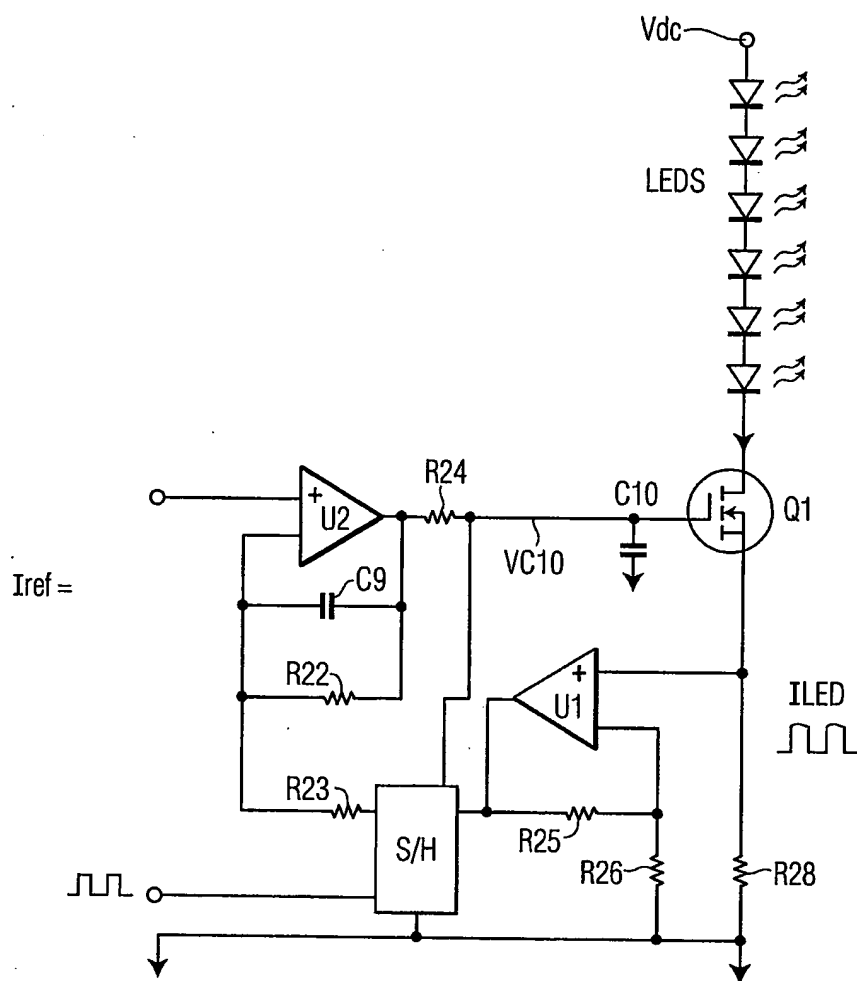 Vdc
LEDS
R24
C10
Q1
+
U2
VC10
C9
Iref =
R22
+
U1
ILED
R23
R25
S/H
R26
R28